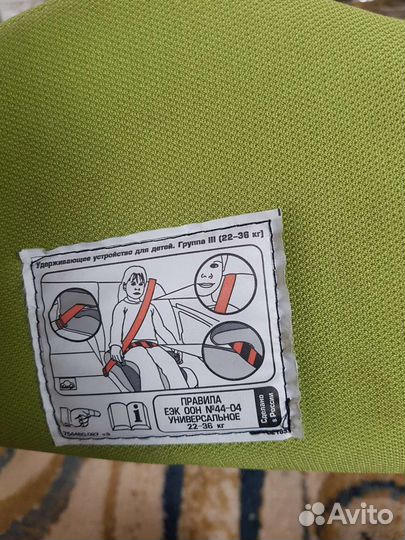 Удерживающее устройство для детей. Группа III (22-36 кг)
ПРАВИЛА
ЕЭК ООН №44-04
УНИВЕРСАЛЬНОЕ
22-36 кг
Сделано
в России
Avito